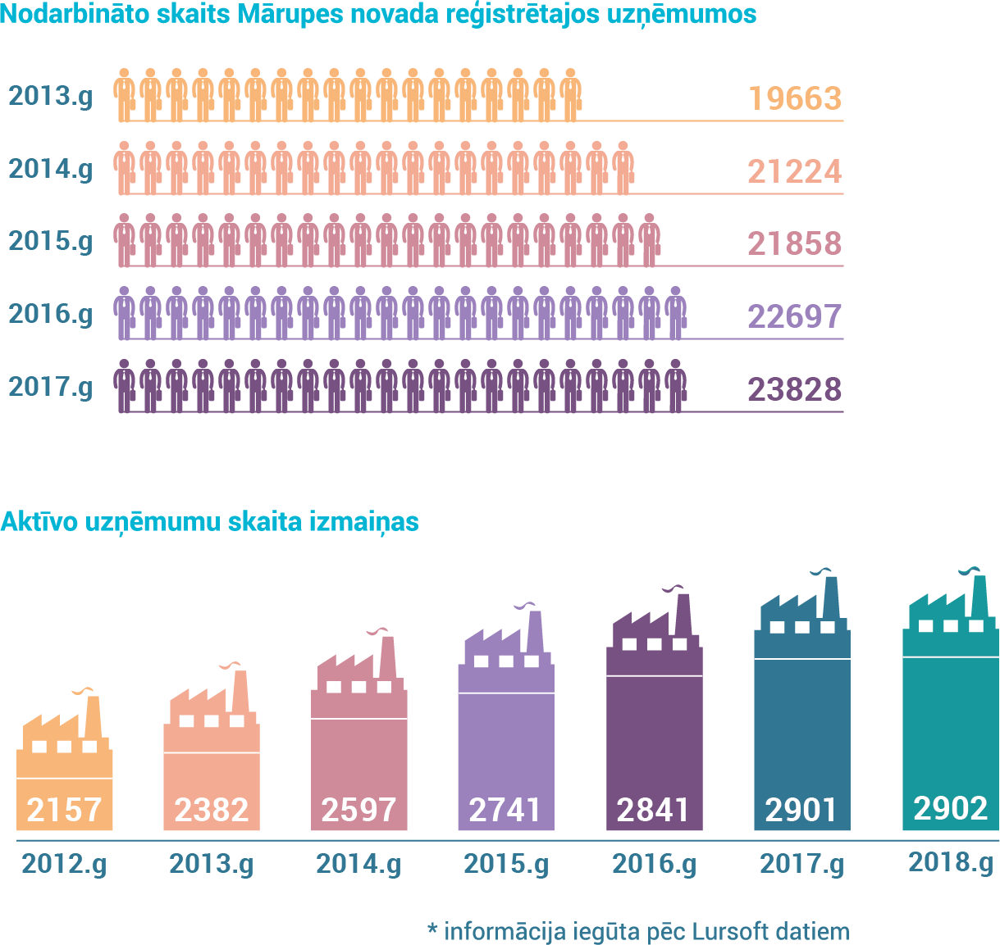 Nodarbināto skaits Mārupes novada reģistrētajos uzņēmumos
2013.g 19663
2014.g 21224
2015.g 21858
2016.g 22697
2017.g 23828
Aktīvo uzņēmumu skaita izmaiņas
2157 2382 2597 2741 2841 2901 2902
2012.g 2013.g 2014.g 2015.g 2016.g 2017.g 2018.g
* informācija iegūta pēc Lursoft datiem